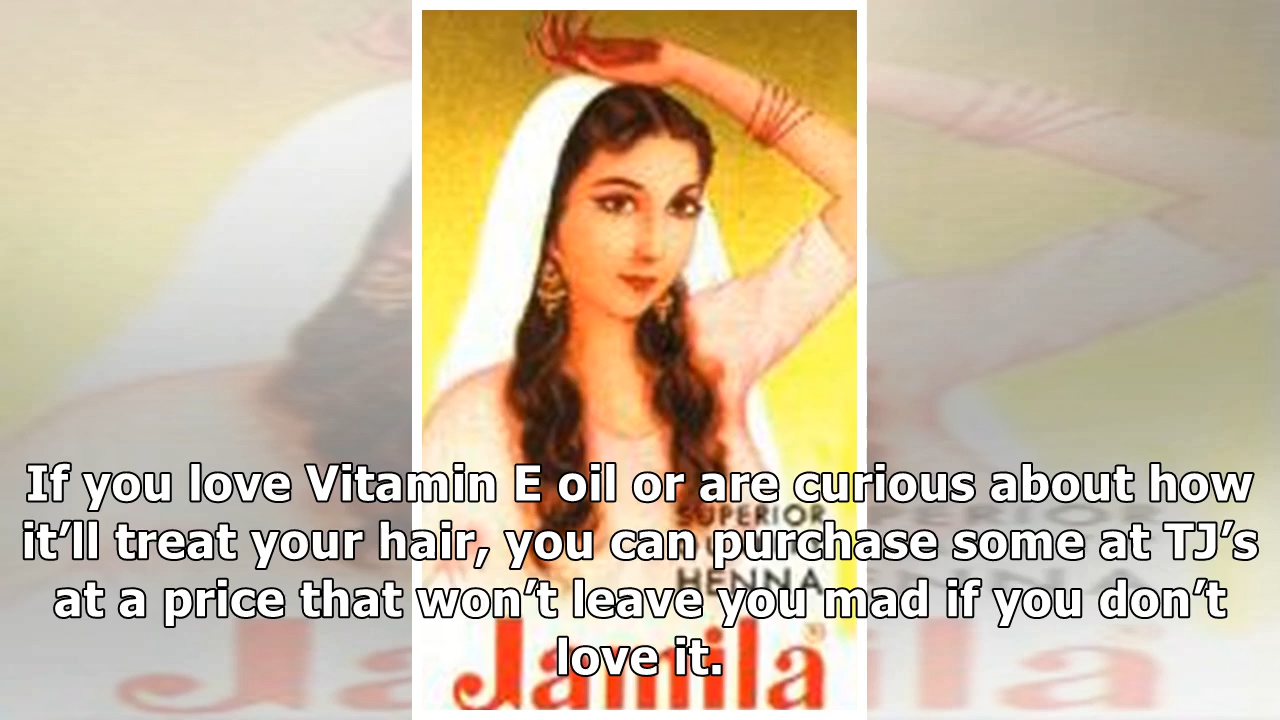 If you love Vitamin E oil or are curious about how
it’ll treat your hair, you can purchase some at TJ’s
at a price that won’t leave you mad if you don’t
love it.
SUPERIOR
HENNA
Jamila®